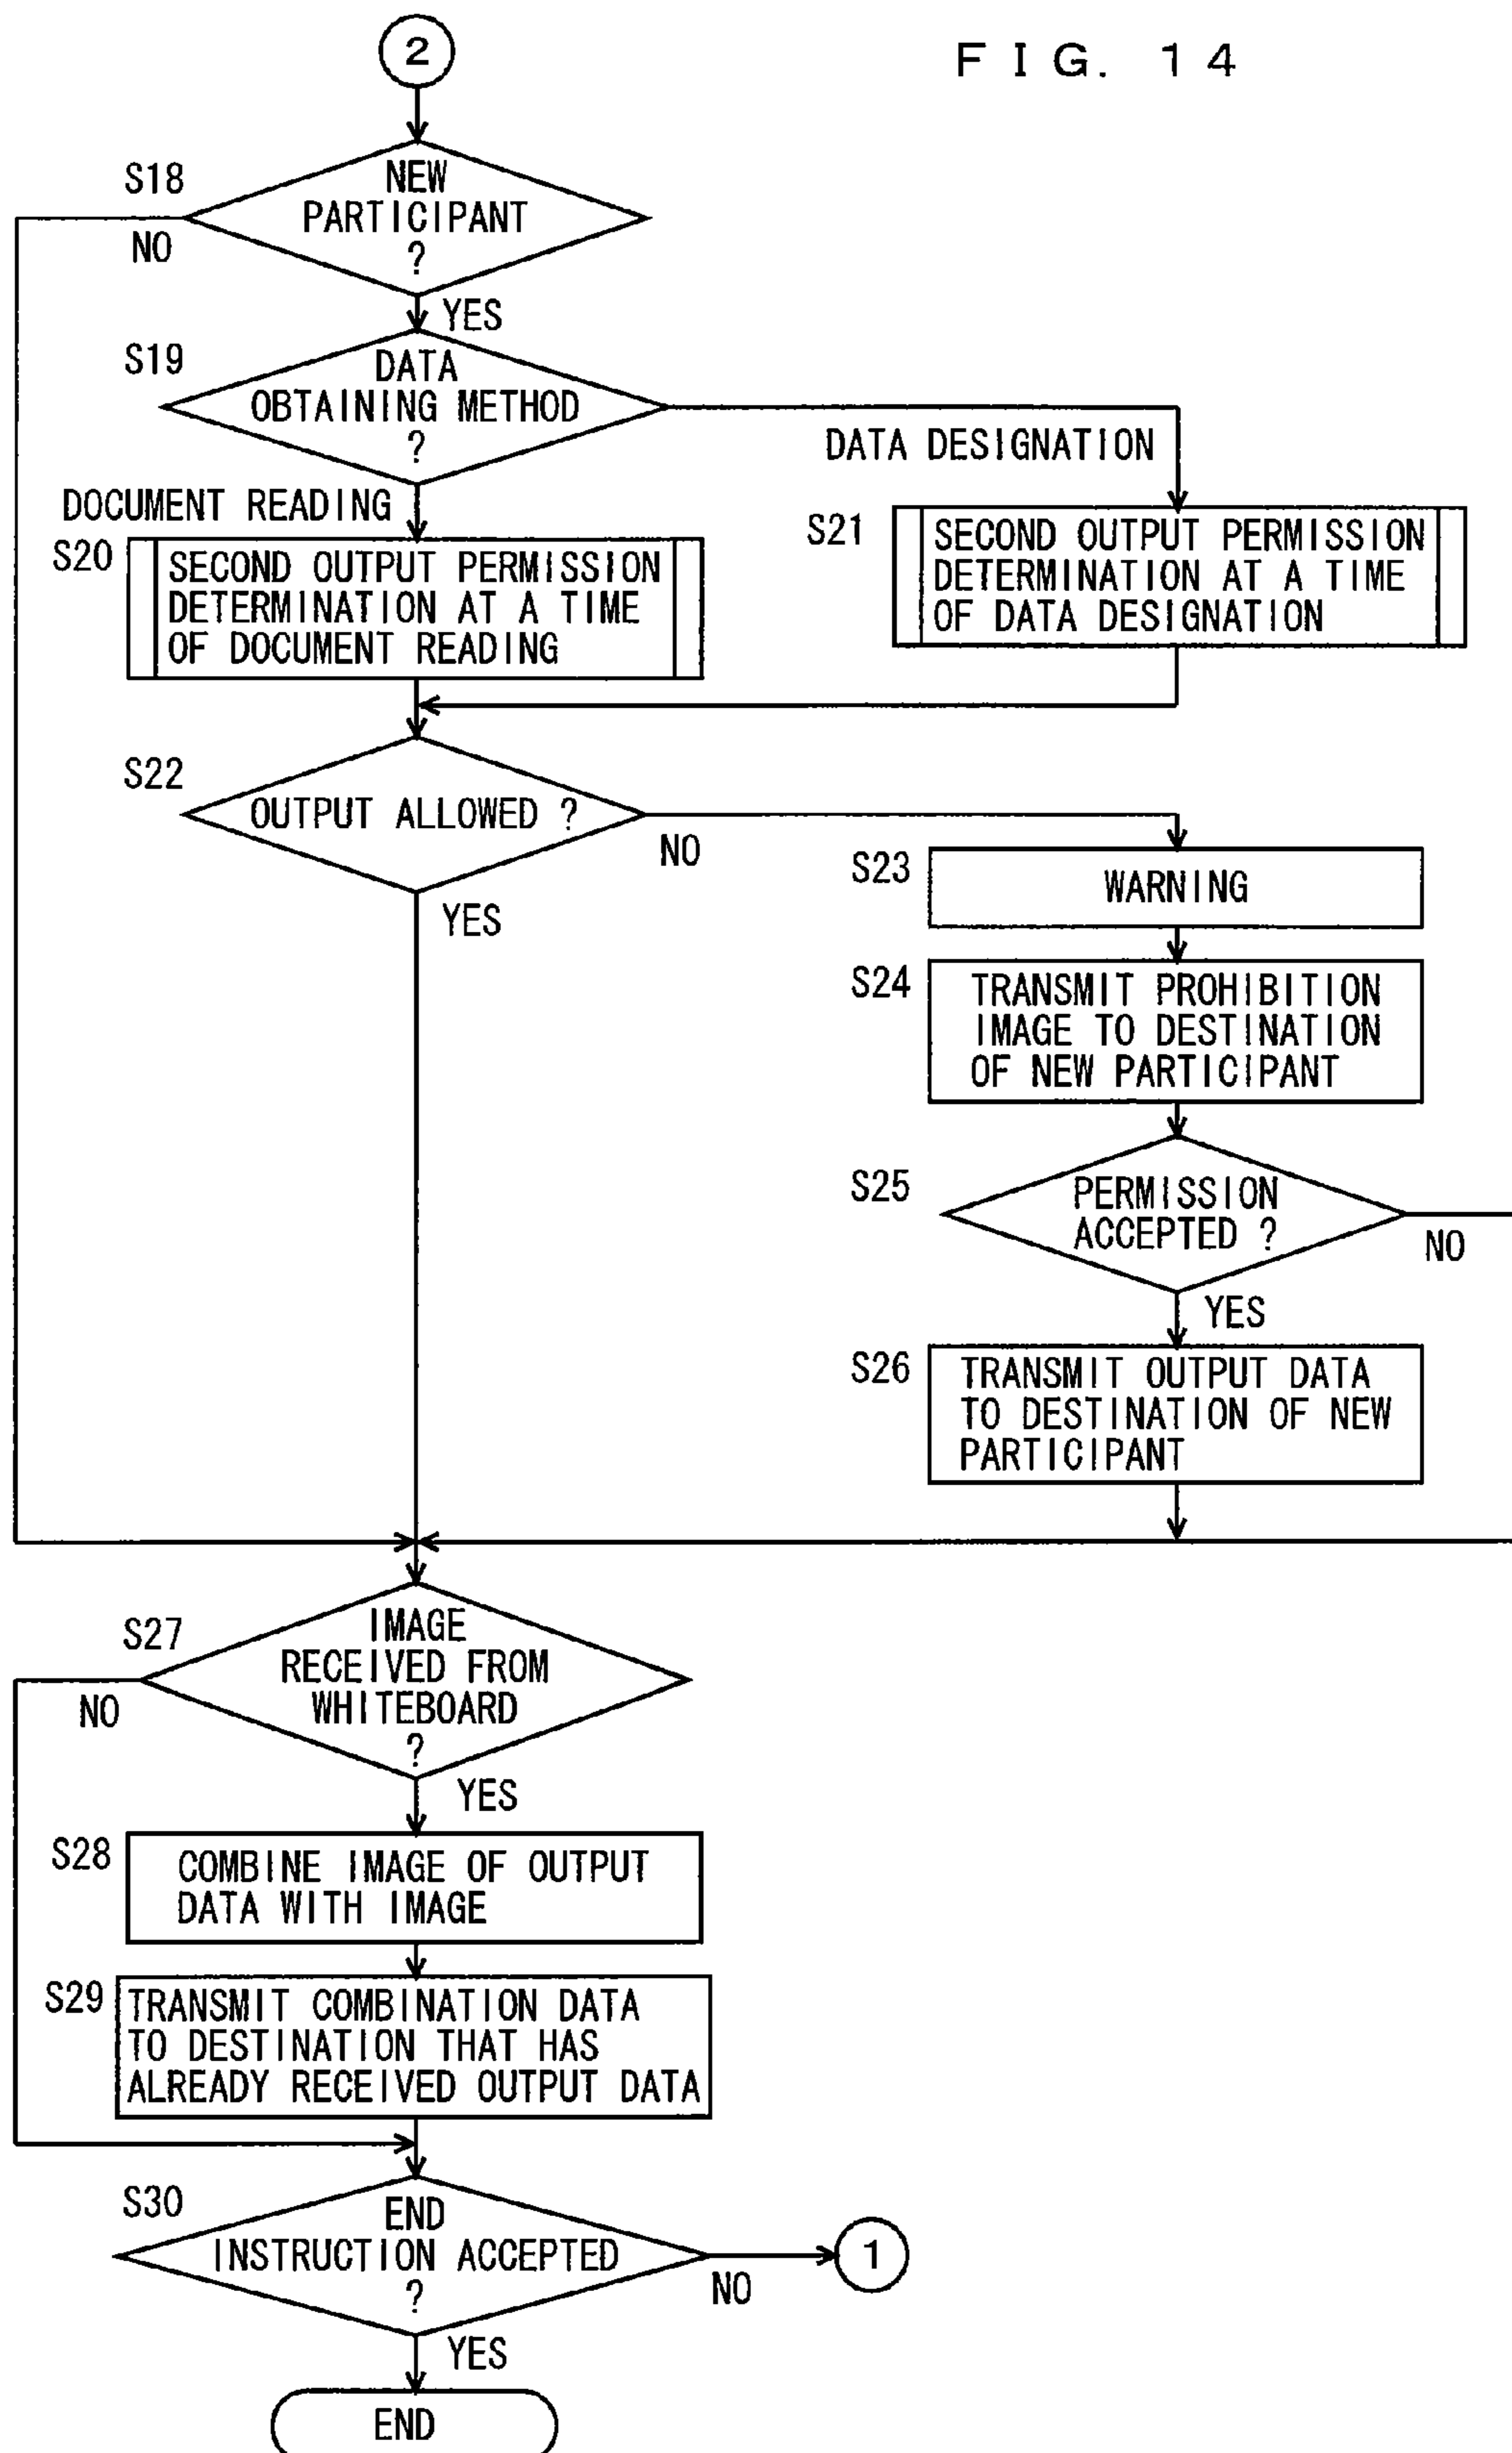 2
F I G. 14
S18
NEW
PARTICIPANT
?
NO
YES
S19
DATA
OBTAINING METHOD
?
DATA DESIGNATION
DOCUMENT READING
S20
SECOND OUTPUT PERMISSION
DETERMINATION AT A TIME
OF DOCUMENT READING
S21
SECOND OUTPUT PERMISSION
DETERMINATION AT A TIME
OF DATA DESIGNATION
S22
OUTPUT ALLOWED ?
NO
YES
S23
WARNING
S24
TRANSMIT PROHIBITION
IMAGE TO DESTINATION
OF NEW PARTICIPANT
S25
PERMISSION
ACCEPTED ?
NO
YES
S26
TRANSMIT OUTPUT DATA
TO DESTINATION OF NEW
PARTICIPANT
S27
IMAGE
RECEIVED FROM
WHITEBOARD
?
NO
YES
S28
COMBINE IMAGE OF OUTPUT
DATA WITH IMAGE
S29
TRANSMIT COMBINATION DATA
TO DESTINATION THAT HAS
ALREADY RECEIVED OUTPUT DATA
S30
END
INSTRUCTION ACCEPTED
?
NO
1
YES
END